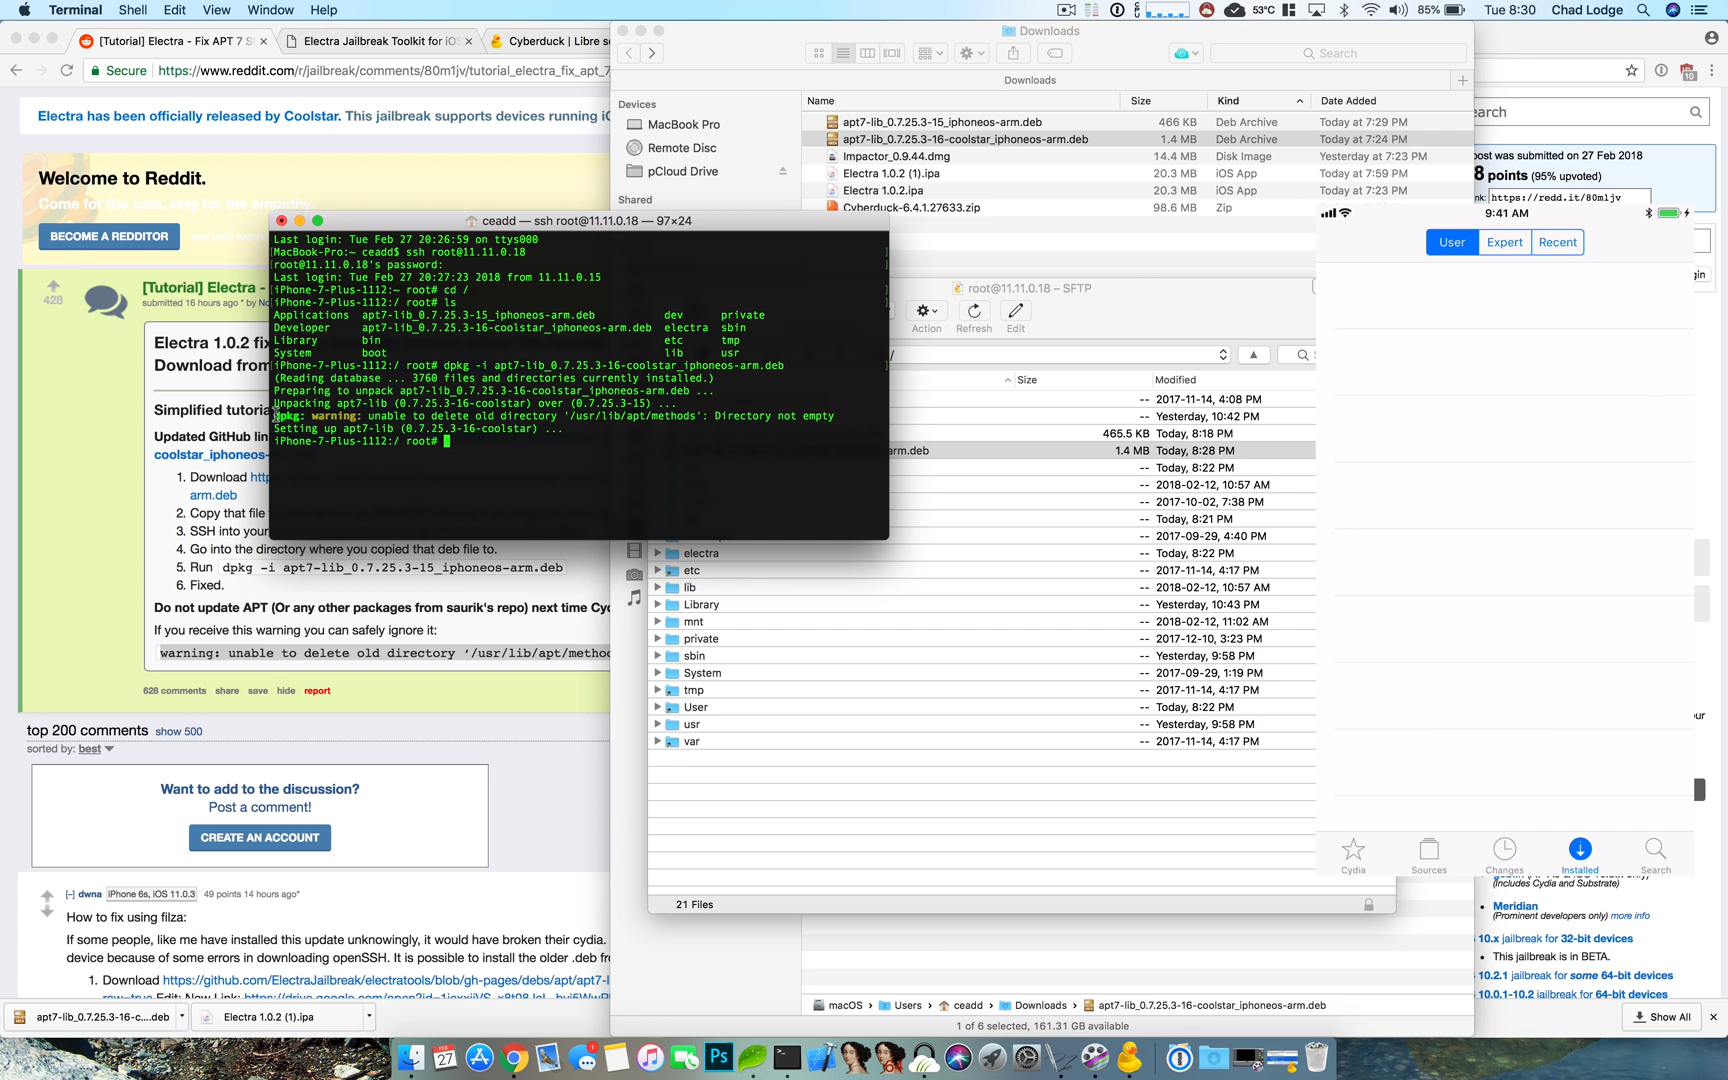 Terminal Shell Edit View Window Help
53°C 85% Tue 8:30 Chad Lodge
[Tutorial] Electra - Fix APT 7 S
Electra Jailbreak Toolkit for iOS
Cyberduck | Libre s
Secure https://www.reddit.com/r/jailbreak/comments/80m1jv/tutorial_electra_fix_apt_7
Electra has been officially released by Coolstar. This jailbreak supports devices running iO
Welcome to Reddit.
Come for the cats, stay for the empathy.
BECOME A REDDITOR
428
[Tutorial] Electra -
submitted 16 hours ago * by No
Electra 1.0.2 fix
Download from
Simplified tutoria
Updated GitHub lin
coolstar_iphoneos-
1. Download
arm.deb
2. Copy that file
3. SSH into your
4. Go into the directory where you copied that deb file to.
5. Run dpkg -i apt7-lib_0.7.25.3-15_iphoneos-arm.deb
6. Fixed.
Do not update APT (Or any other packages from saurik's repo) next time Cyd
If you receive this warning you can safely ignore it:
warning: unable to delete old directory ‘/usr/lib/apt/metho
628 comments share save hide report
top 200 comments show 500
sorted by: best
Want to add to the discussion?
Post a comment!
CREATE AN ACCOUNT
[–] dwna iPhone 6s, iOS 11.0.3 49 points 14 hours ago*
How to fix using filza:
If some people, like me have installed this update unknowingly, it would have broken their cydia.
device because of some errors in downloading openSSH. It is possible to install the older .deb fro
1. Download https://github.com/ElectraJailbreak/electratools/blob/gh-pages/debs/apt/apt7-l
apt7-lib_0.7.25.3-16-c....deb
Electra 1.0.2 (1).ipa
Show All
ceadd — ssh root@11.11.0.18 — 97×24
Last login: Tue Feb 27 20:26:59 on ttys000
[MacBook-Pro:~ ceadd$ ssh root@11.11.0.18 ]
[root@11.11.0.18's password: ]
Last login: Tue Feb 27 20:27:23 2018 from 11.11.0.15
[iPhone-7-Plus-1112:~ root# cd / ]
[iPhone-7-Plus-1112:/ root# ls ]
Applications apt7-lib_0.7.25.3-15_iphoneos-arm.deb dev private
Developer apt7-lib_0.7.25.3-16-coolstar_iphoneos-arm.deb electra sbin
Library bin etc tmp
System boot lib usr
[iPhone-7-Plus-1112:/ root# dpkg -i apt7-lib_0.7.25.3-16-coolstar_iphoneos-arm.deb ]
(Reading database ... 3760 files and directories currently installed.)
Preparing to unpack apt7-lib_0.7.25.3-16-coolstar_iphoneos-arm.deb ...
Unpacking apt7-lib (0.7.25.3-16-coolstar) over (0.7.25.3-15) ...
dpkg: warning: unable to delete old directory '/usr/lib/apt/methods': Directory not empty
Setting up apt7-lib (0.7.25.3-16-coolstar) ...
iPhone-7-Plus-1112:/ root#
Downloads
Search
Downloads
Devices
MacBook Pro
Remote Disc
pCloud Drive
Shared
Name Size Kind Date Added
apt7-lib_0.7.25.3-15_iphoneos-arm.deb 466 KB Deb Archive Today at 7:29 PM
apt7-lib_0.7.25.3-16-coolstar_iphoneos-arm.deb 1.4 MB Deb Archive Today at 7:24 PM
Impactor_0.9.44.dmg 14.4 MB Disk Image Yesterday at 7:23 PM
Electra 1.0.2 (1).ipa 20.3 MB iOS App Today at 7:59 PM
Electra 1.0.2.ipa 20.3 MB iOS App Today at 7:23 PM
Cyberduck-6.4.1.27633.zip 98.6 MB Zip
root@11.11.0.18 – SFTP
Action Refresh Edit
/
Size Modified
2017-11-14, 4:08 PM
-- Yesterday, 10:42 PM
465.5 KB Today, 8:18 PM
arm.deb 1.4 MB Today, 8:28 PM
-- Today, 8:22 PM
-- 2018-02-12, 10:57 AM
-- 2017-10-02, 7:38 PM
-- Today, 8:21 PM
-- 2017-09-29, 4:40 PM
electra -- Today, 8:22 PM
etc -- 2017-11-14, 4:17 PM
lib -- 2018-02-12, 10:57 AM
Library -- Yesterday, 10:43 PM
mnt -- 2018-02-12, 11:02 AM
private -- 2017-12-10, 3:23 PM
sbin -- Yesterday, 9:58 PM
System -- 2017-09-29, 1:19 PM
tmp -- 2017-11-14, 4:17 PM
User -- Today, 8:22 PM
usr -- Yesterday, 9:58 PM
var -- 2017-11-14, 4:17 PM
21 Files
macOS › Users › ceadd › Downloads › apt7-lib_0.7.25.3-16-coolstar_iphoneos-arm.deb
1 of 6 selected, 161.31 GB available
earch
post was submitted on 27 Feb 2018
8 points (95% upvoted)
nk: https://redd.it/80m1jv
9:41 AM
User Expert Recent
gin
Cydia Sources Changes Installed Search
(Includes Cydia and Substrate)
Meridian
(Prominent developers only) more info
10.x jailbreak for 32-bit devices
This jailbreak is in BETA.
10.2.1 jailbreak for some 64-bit devices
10.0.1-10.2 jailbreak for 64-bit devices
FEB
27
1
Ps
10